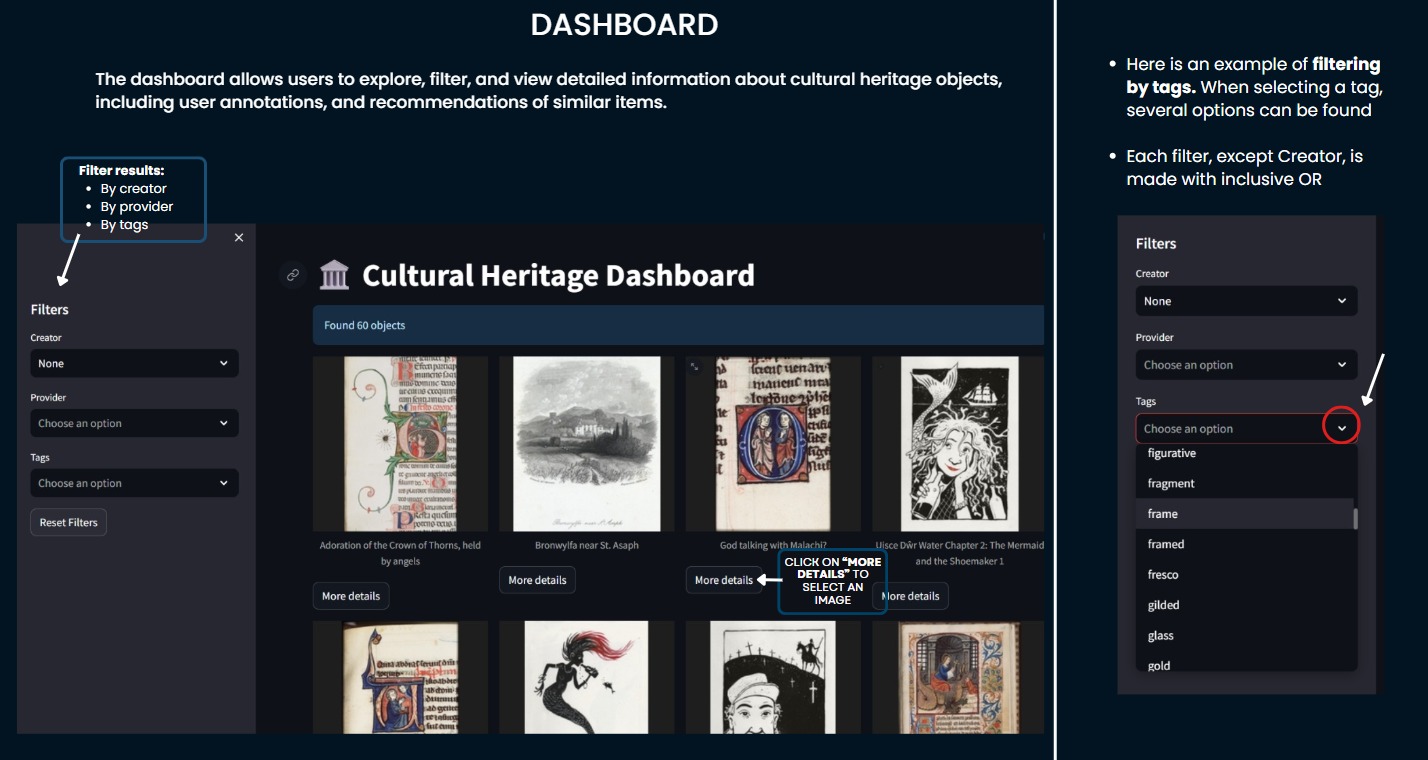 DASHBOARD
The dashboard allows users to explore, filter, and view detailed information about cultural heritage objects,
including user annotations, and recommendations of similar items.
Filter results:
• By creator
• By provider
• By tags
Filters
Creator
None
Provider
Choose an option
Tags
Choose an option
Reset Filters
Cultural Heritage Dashboard
Found 60 objects
Adoration of the Crown of Thorns, held
by angels
More details
Bronwylfa near St. Asaph
More details
God talking with Malachi?
More details
CLICK ON “MORE
DETAILS” TO
SELECT AN
IMAGE
Uisce Dŵr Water Chapter 2: The Mermaid
and the Shoemaker 1
More details
• Here is an example of filtering
by tags. When selecting a tag,
several options can be found
• Each filter, except Creator, is
made with inclusive OR
Filters
Creator
None
Provider
Choose an option
Tags
Choose an option
figurative
fragment
frame
framed
fresco
gilded
glass
gold